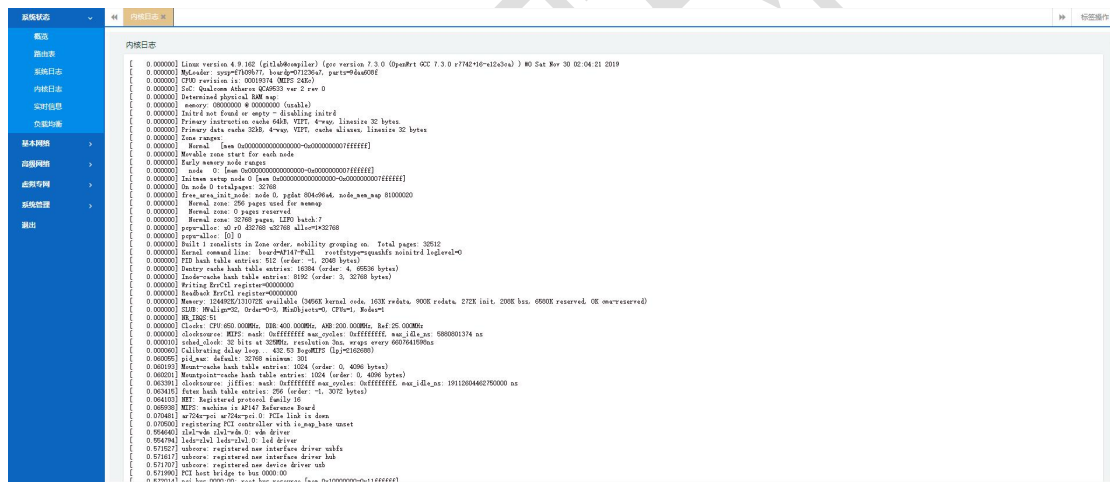 系统状态
概览
路由表
系统日志
内核日志
实时信息
负载均衡
基本网络
高级网络
虚拟专网
系统管理
退出
内核日志
标签操作
内核日志
[ 0.000000] Linux version 4.9.162 (gitlab@compiler) (gcc version 7.3.0 (OpenWrt GCC 7.3.0 r7742+16-e12e3ca) ) #0 Sat Nov 30 02:04:21 2019
[ 0.000000] MyLoader: sysp=f7b09b77, boardp=071236a7, parts=9daa608f
[ 0.000000] CPU0 revision is: 00019374 (MIPS 24Kc)
[ 0.000000] SoC: Qualcomm Atheros QCA9533 ver 2 rev 0
[ 0.000000] Determined physical RAM map:
[ 0.000000] memory: 08000000 @ 00000000 (usable)
[ 0.000000] Initrd not found or empty - disabling initrd
[ 0.000000] Primary instruction cache 64kB, VIPT, 4-way, linesize 32 bytes.
[ 0.000000] Primary data cache 32kB, 4-way, VIPT, cache aliases, linesize 32 bytes
[ 0.000000] Zone ranges:
[ 0.000000] Normal [mem 0x0000000000000000-0x0000000007ffffff]
[ 0.000000] Movable zone start for each node
[ 0.000000] Early memory node ranges
[ 0.000000] node 0: [mem 0x0000000000000000-0x0000000007ffffff]
[ 0.000000] Initmem setup node 0 [mem 0x0000000000000000-0x0000000007ffffff]
[ 0.000000] On node 0 totalpages: 32768
[ 0.000000] free_area_init_node: node 0, pgdat 804c96a4, node_mem_map 81000020
[ 0.000000] Normal zone: 256 pages used for memmap
[ 0.000000] Normal zone: 0 pages reserved
[ 0.000000] Normal zone: 32768 pages, LIFO batch:7
[ 0.000000] pcpu-alloc: s0 r0 d32768 u32768 alloc=1*32768
[ 0.000000] pcpu-alloc: [0] 0
[ 0.000000] Built 1 zonelists in Zone order, mobility grouping on. Total pages: 32512
[ 0.000000] Kernel command line: board=AP147-Full rootfstype=squashfs noinitrd loglevel=0
[ 0.000000] PID hash table entries: 512 (order: -1, 2048 bytes)
[ 0.000000] Dentry cache hash table entries: 16384 (order: 4, 65536 bytes)
[ 0.000000] Inode-cache hash table entries: 8192 (order: 3, 32768 bytes)
[ 0.000000] Writing ErrCtl register=00000000
[ 0.000000] Readback ErrCtl register=00000000
[ 0.000000] Memory: 124492K/131072K available (3456K kernel code, 163K rwdata, 900K rodata, 272K init, 208K bss, 6580K reserved, 0K cma-reserved)
[ 0.000000] SLUB: HWalign=32, Order=0-3, MinObjects=0, CPUs=1, Nodes=1
[ 0.000000] NR_IRQS:51
[ 0.000000] Clocks: CPU:650.000MHz, DDR:400.000MHz, AHB:200.000MHz, Ref:25.000MHz
[ 0.000000] clocksource: MIPS: mask: 0xffffffff max_cycles: 0xffffffff, max_idle_ns: 5880801374 ns
[ 0.000010] sched_clock: 32 bits at 325MHz, resolution 3ns, wraps every 6607641598ns
[ 0.000060] Calibrating delay loop... 432.53 BogoMIPS (lpj=2162688)
[ 0.060055] pid_max: default: 32768 minimum: 301
[ 0.060193] Mount-cache hash table entries: 1024 (order: 0, 4096 bytes)
[ 0.060201] Mountpoint-cache hash table entries: 1024 (order: 0, 4096 bytes)
[ 0.063391] clocksource: jiffies: mask: 0xffffffff max_cycles: 0xffffffff, max_idle_ns: 19112604462750000 ns
[ 0.063415] futex hash table entries: 256 (order: -1, 3072 bytes)
[ 0.064103] NET: Registered protocol family 16
[ 0.065938] MIPS: machine is AP147 Reference Board
[ 0.070481] ar724x-pci ar724x-pci.0: PCIe link is down
[ 0.070500] registering PCI controller with io_map_base unset
[ 0.554640] zlwl-wdm zlwl-wdm.0: wdm driver
[ 0.554794] leds-zlwl leds-zlwl.0: led driver
[ 0.571527] usbcore: registered new interface driver usbfs
[ 0.571617] usbcore: registered new interface driver hub
[ 0.571707] usbcore: registered new device driver usb
[ 0.571990] PCI host bridge to bus 0000:00
[ 0.572014] pci_bus 0000:00: root bus resource [mem 0x10000000-0x11ffffff]